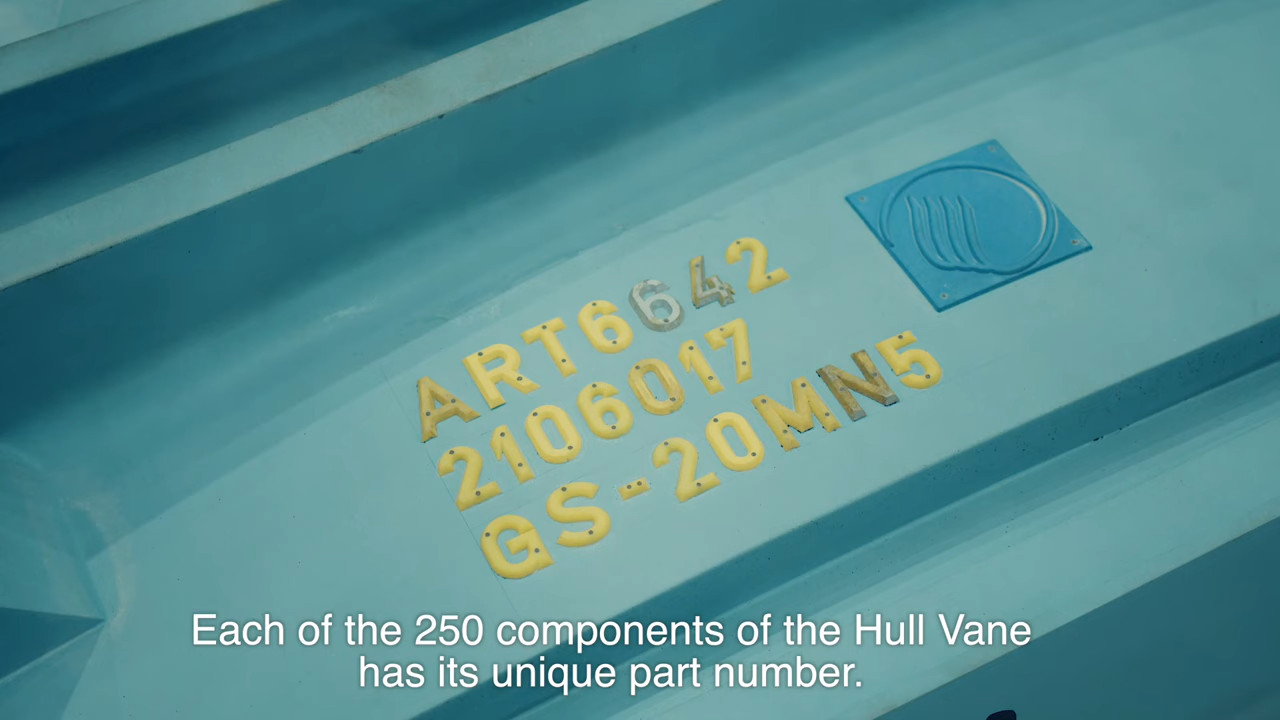 ART6642
2106017
GS-20MN5
Each of the 250 components of the Hull Vane
has its unique part number.